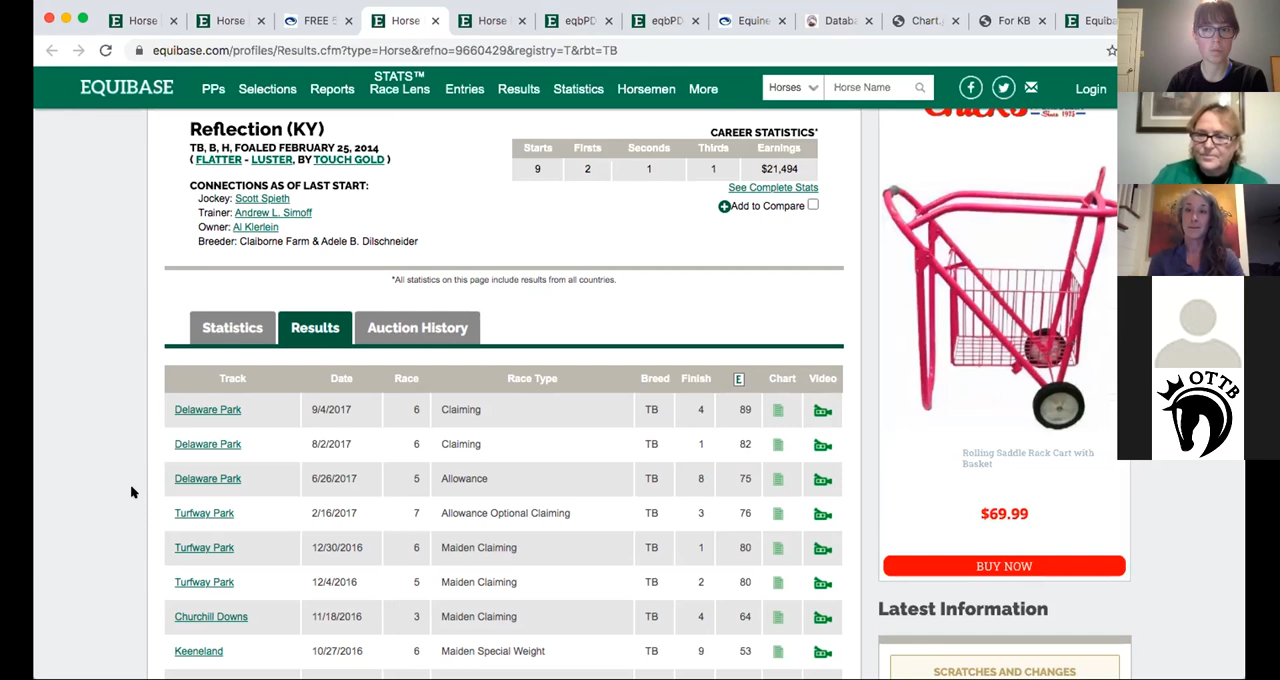 Horse
Horse
FREE 5
Horse
Horse
eqbPD
eqbPD
Equine
Datab
Chart.
For KB
Equiba
equibase.com/profiles/Results.cfm?type=Horse&refno=9660429&registry=T&rbt=TB
EQUIBASE
PPs
Selections
Reports
STATS™
Race Lens
Entries
Results
Statistics
Horsemen
More
Horses
Horse Name
Login
Reflection (KY)
TB, B, H, FOALED FEBRUARY 25, 2014
( FLATTER - LUSTER, BY TOUCH GOLD )
CONNECTIONS AS OF LAST START:
Jockey: Scott Spieth
Trainer: Andrew L. Simoff
Owner: Al Klerlein
Breeder: Claiborne Farm & Adele B. Dilschneider
CAREER STATISTICS*
Starts Firsts Seconds Thirds Earnings
9 2 1 1 $21,494
See Complete Stats
Add to Compare
*All statistics on this page include results from all countries.
Statistics
Results
Auction History
Track Date Race Race Type Breed Finish E Chart Video
Delaware Park 9/4/2017 6 Claiming TB 4 89
Delaware Park 8/2/2017 6 Claiming TB 1 82
Delaware Park 6/26/2017 5 Allowance TB 8 75
Turfway Park 2/16/2017 7 Allowance Optional Claiming TB 3 76
Turfway Park 12/30/2016 6 Maiden Claiming TB 1 80
Turfway Park 12/4/2016 5 Maiden Claiming TB 2 80
Churchill Downs 11/18/2016 3 Maiden Claiming TB 4 64
Keeneland 10/27/2016 6 Maiden Special Weight TB 9 53
Since 1975
Rolling Saddle Rack Cart with
Basket
$69.99
BUY NOW
Latest Information
SCRATCHES AND CHANGES
OTTB